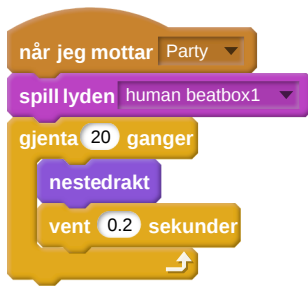 når jeg mottar Party
spill lyden human beatbox1
gjenta 20 ganger
nestedrakt
vent 0.2 sekunder